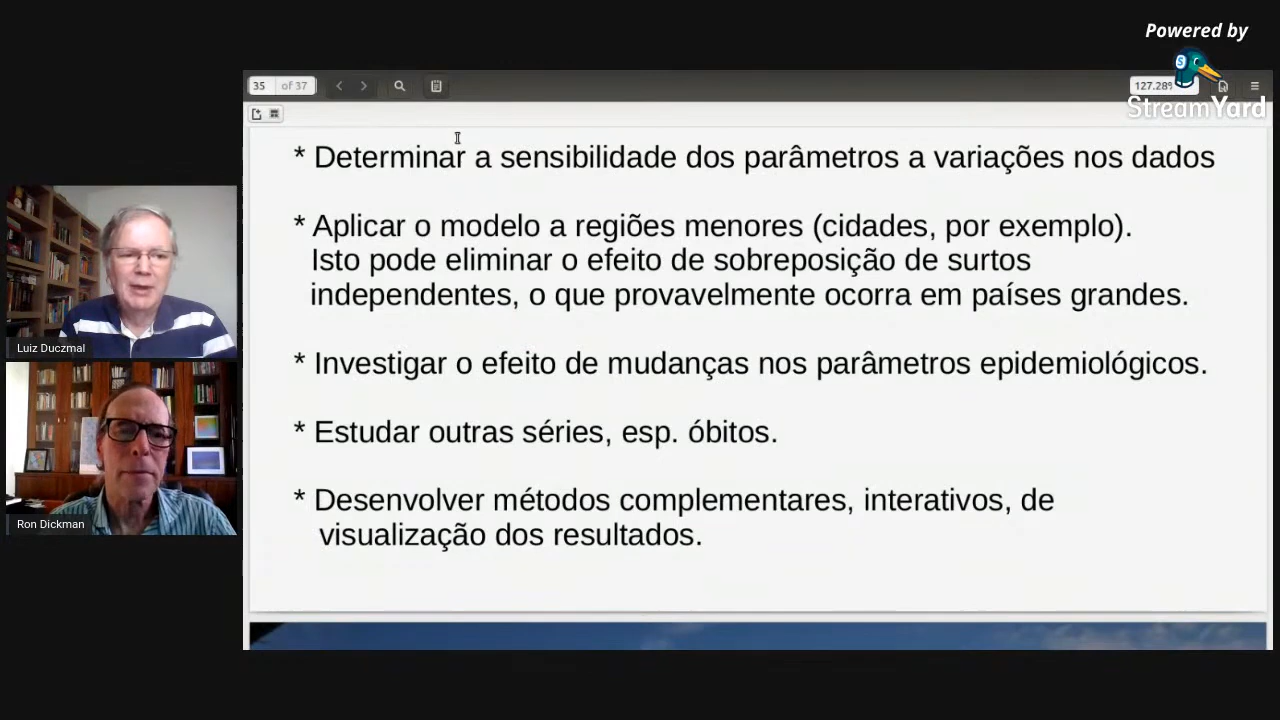 Powered by
StreamYard
35 of 37
* Determinar a sensibilidade dos parâmetros a variações nos dados
* Aplicar o modelo a regiões menores (cidades, por exemplo).
Isto pode eliminar o efeito de sobreposição de surtos
independentes, o que provavelmente ocorra em países grandes.
* Investigar o efeito de mudanças nos parâmetros epidemiológicos.
* Estudar outras séries, esp. óbitos.
* Desenvolver métodos complementares, interativos, de
visualização dos resultados.
Luiz Duczmal
Ron Dickman